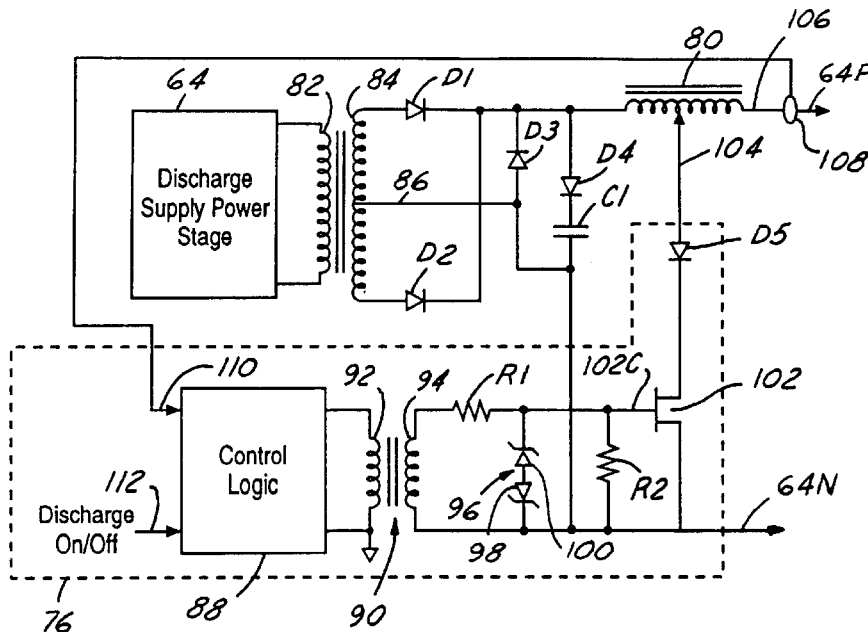 106
80
64P
64
82
84
D1
108
D3
D4
104
Discharge
Supply Power
Stage
86
C1
D5
D2
110
92
94
R1
102C
102
Control
Logic
112
Discharge
On/Off
96
98
100
R2
64N
76
88
90